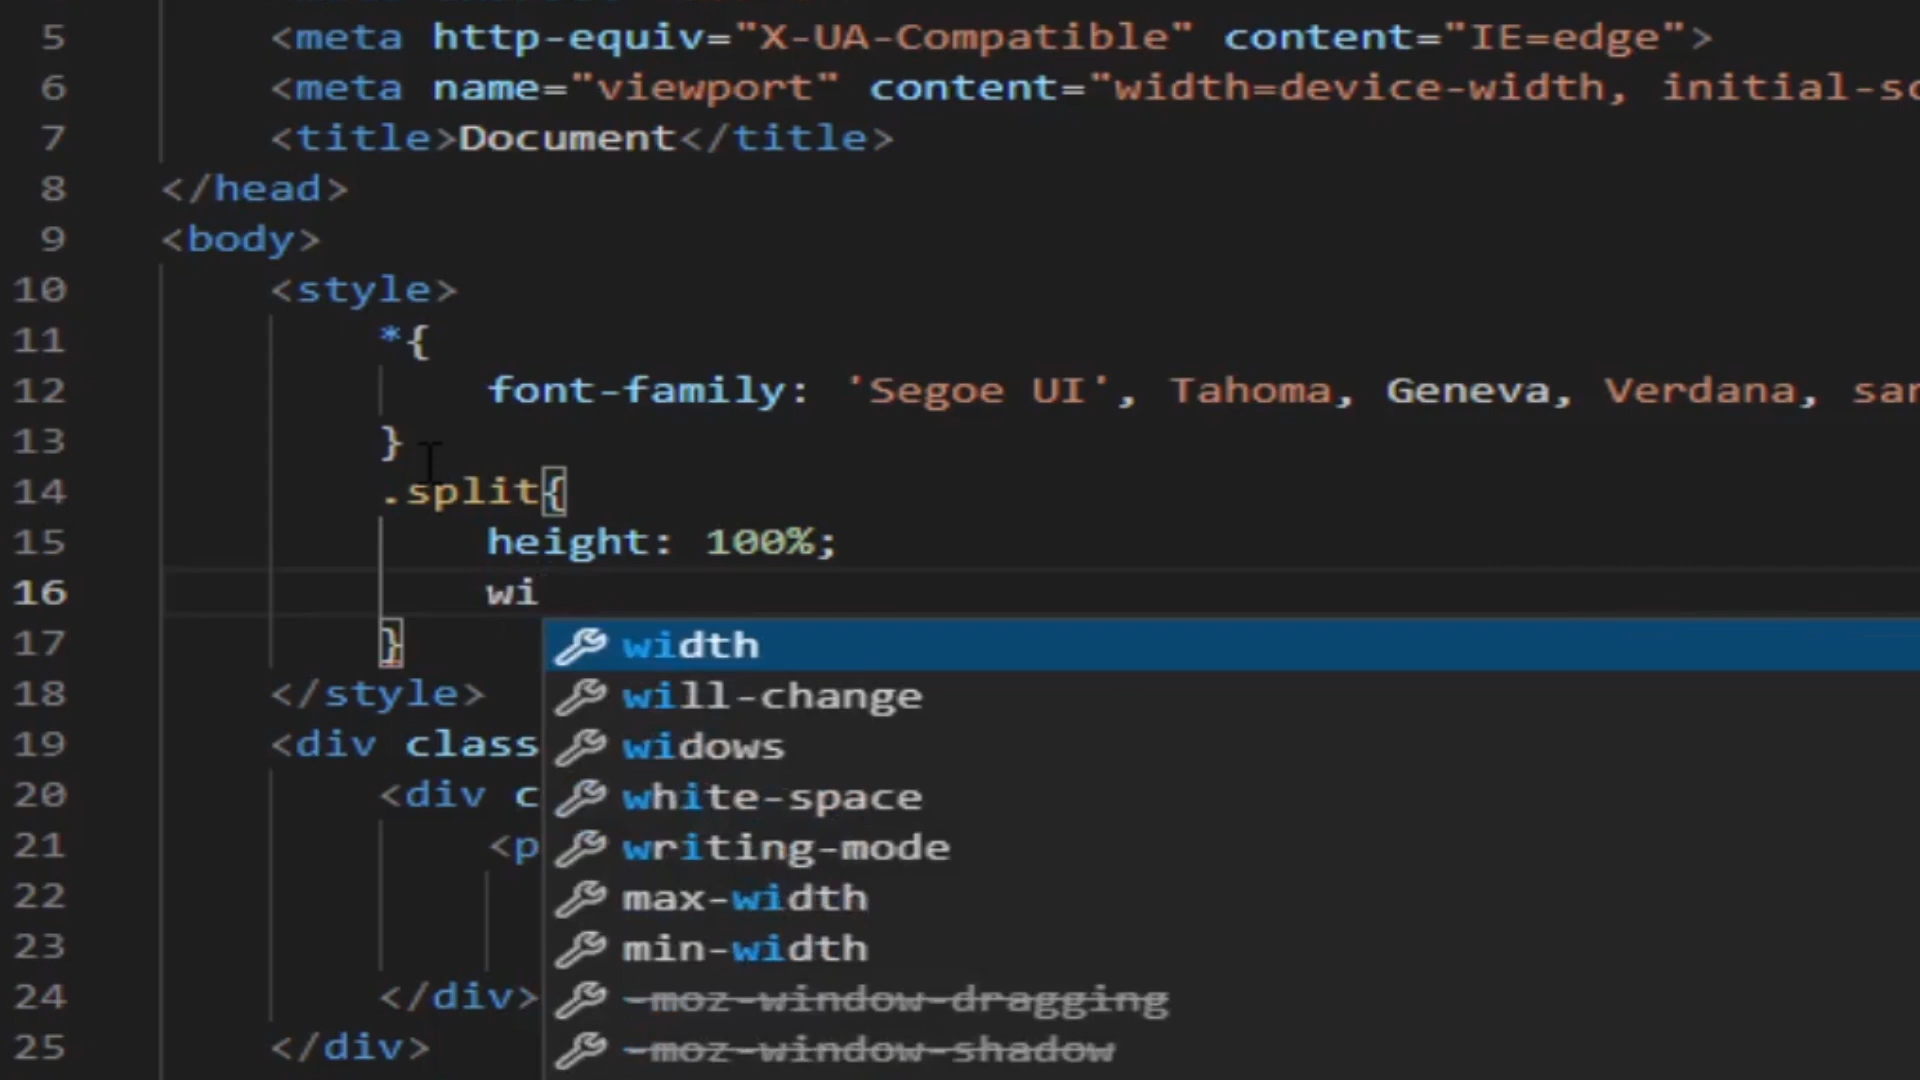 5 <meta http-equiv="X-UA-Compatible" content="IE=edge">
6 <meta name="viewport" content="width=device-width, initial-sc
7 <title>Document</title>
8 </head>
9 <body>
10 <style>
11 *{
12 font-family: 'Segoe UI', Tahoma, Geneva, Verdana, san
13 }
14 .split{
15 height: 100%;
16 wi
17 }
width
18 </style>
will-change
19 <div class
widows
20 <div c
white-space
21 <p
writing-mode
22
max-width
23
min-width
24 </div>
-moz-window-dragging
25 </div>
-moz-window-shadow